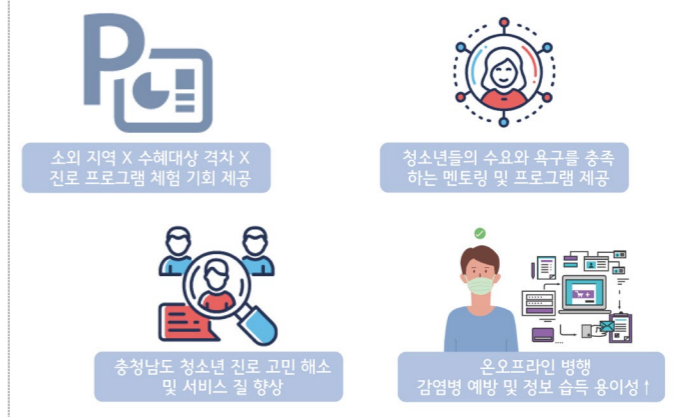 P
소외 지역 X 수혜대상 격차 X
진로 프로그램 체험 기회 제공
청소년들의 수요와 욕구를 충족
하는 멘토링 및 프로그램 제공
충청남도 청소년 진로 고민 해소
및 서비스 질 향상
온오프라인 병행
감염병 예방 및 정보 습득 용이성↑